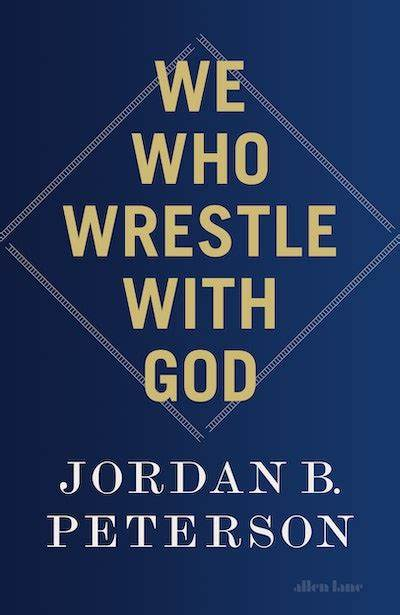 WE
WHO
WRESTLE
WITH
GOD
JORDAN B.
PETERSON
allen lane